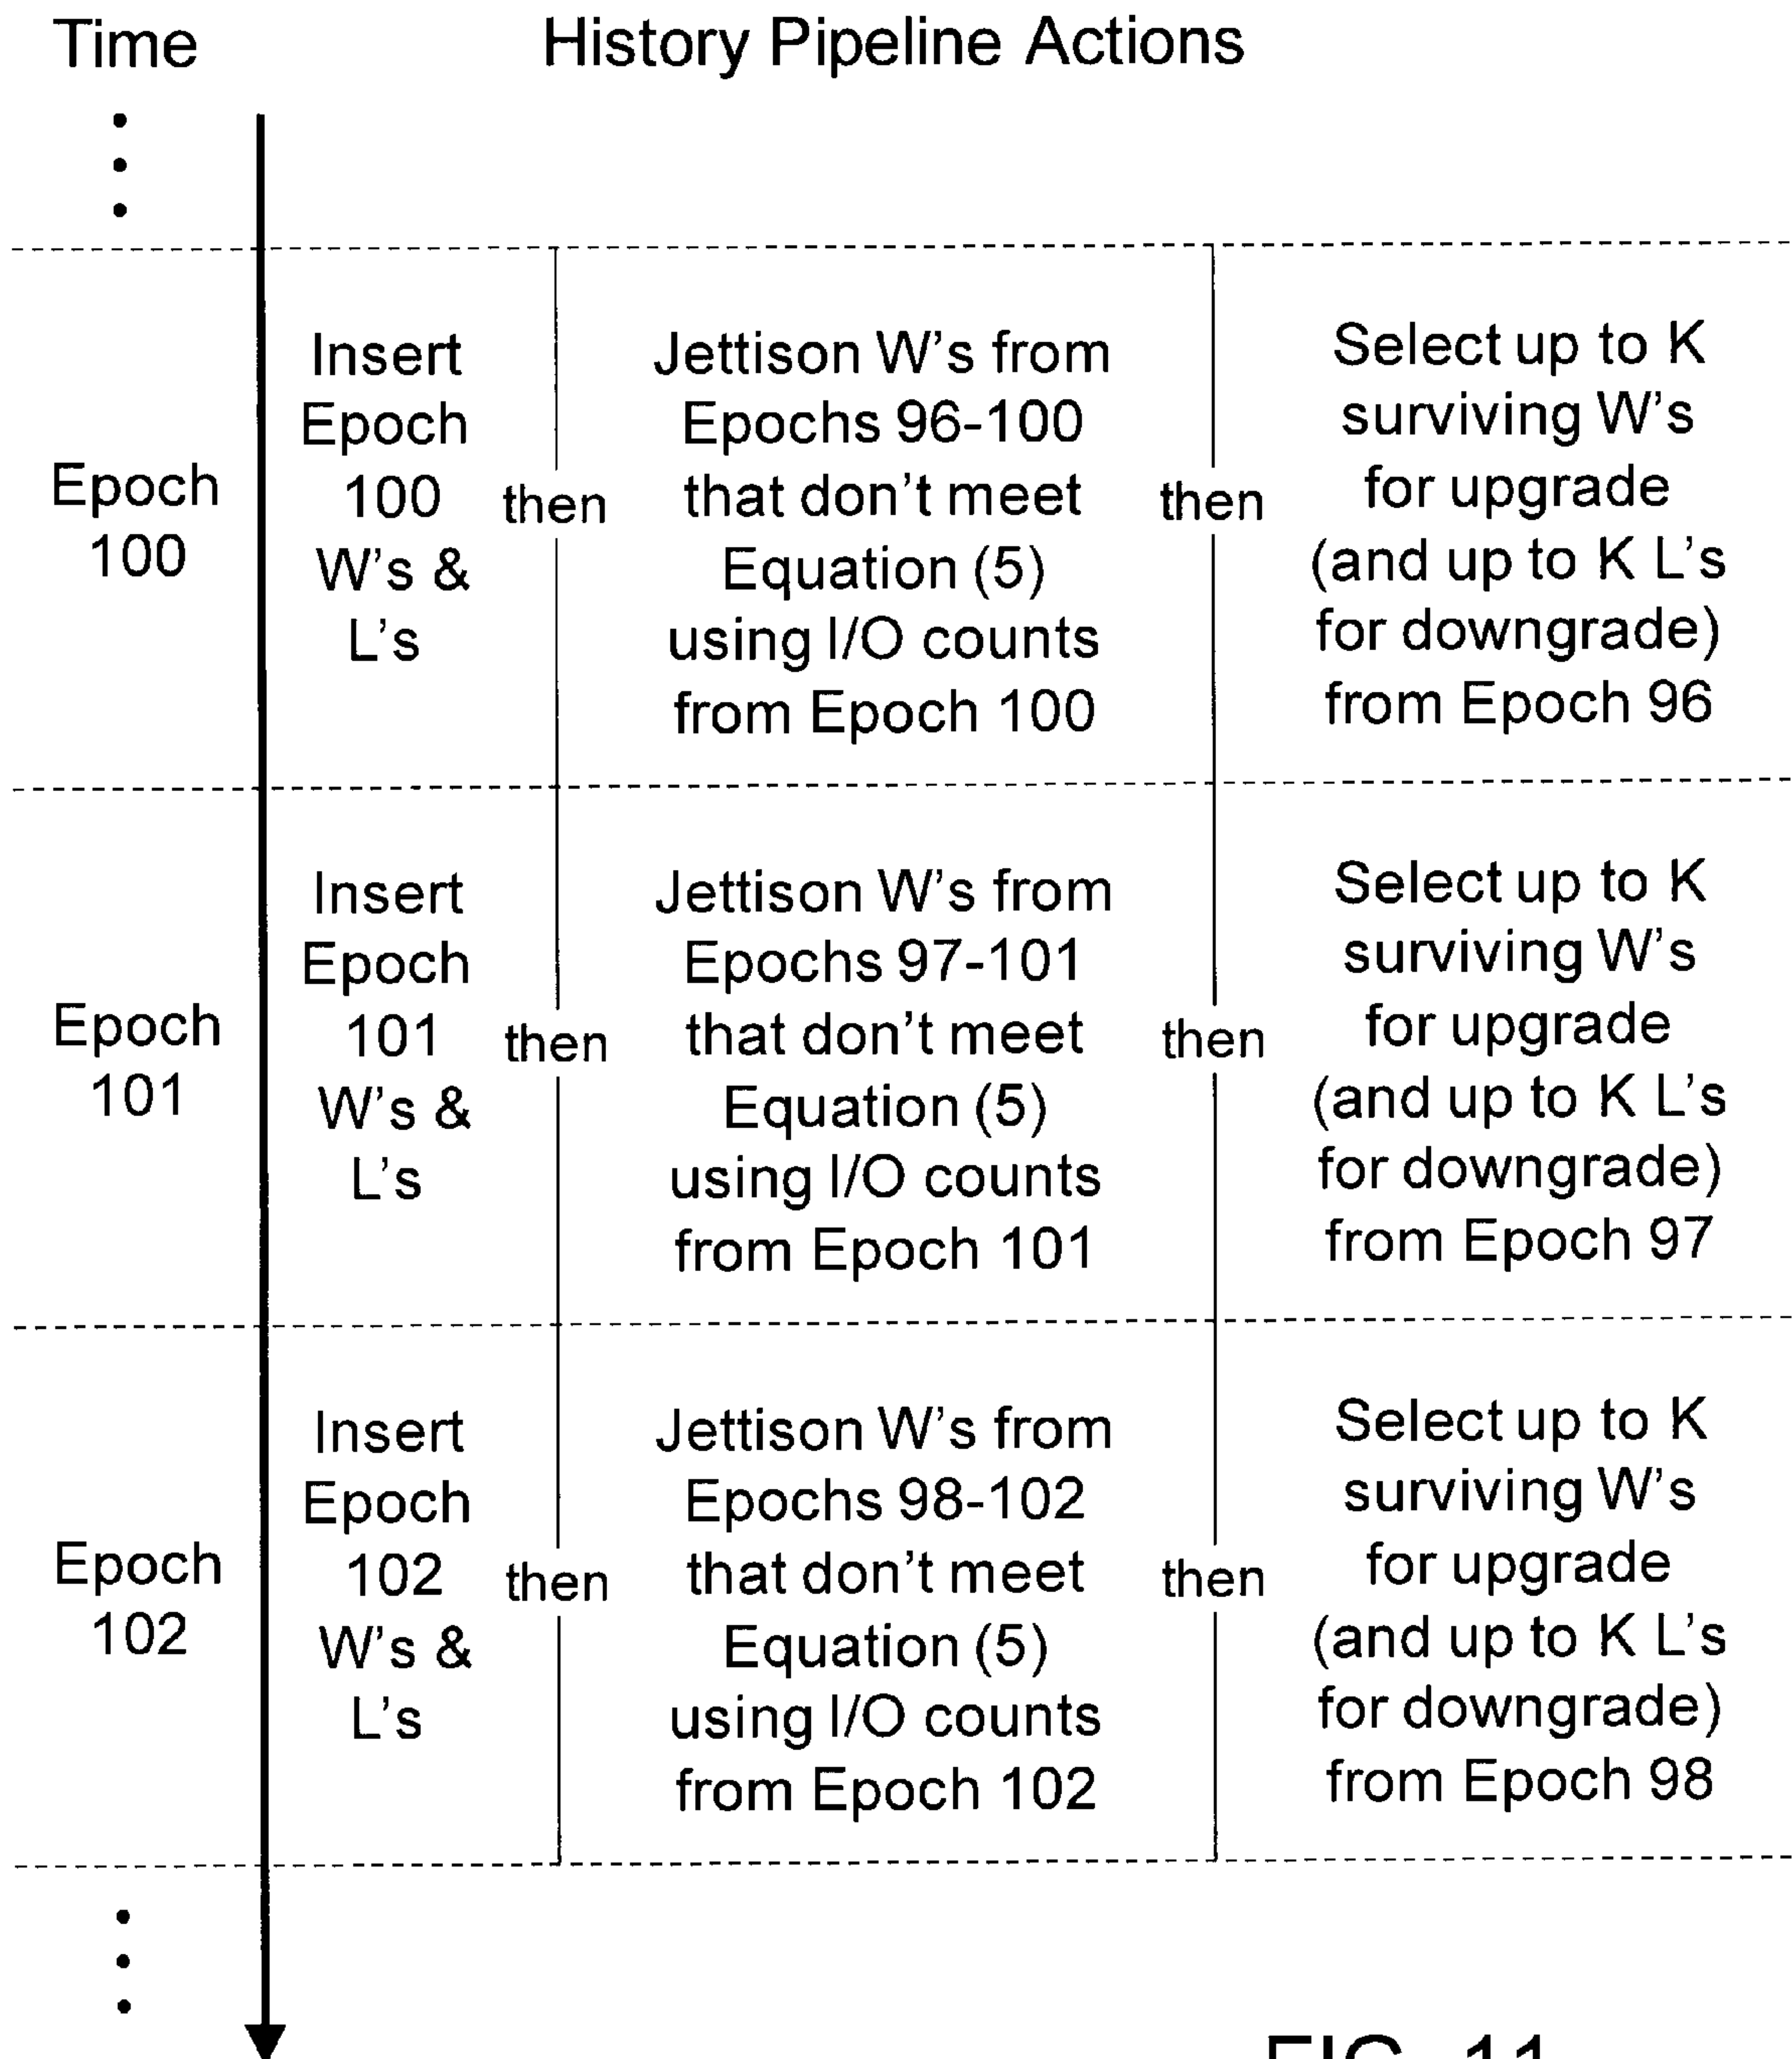 Time
History Pipeline Actions
Epoch
100
Insert
Epoch
100
W's &
L's
then
Jettison W's from
Epochs 96-100
that don't meet
Equation (5)
using I/O counts
from Epoch 100
then
Select up to K
surviving W's
for upgrade
(and up to K L's
for downgrade)
from Epoch 96
Epoch
101
Insert
Epoch
101
W's &
L's
then
Jettison W's from
Epochs 97-101
that don't meet
Equation (5)
using I/O counts
from Epoch 101
then
Select up to K
surviving W's
for upgrade
(and up to K L's
for downgrade)
from Epoch 97
Epoch
102
Insert
Epoch
102
W's &
L's
then
Jettison W's from
Epochs 98-102
that don't meet
Equation (5)
using I/O counts
from Epoch 102
then
Select up to K
surviving W's
for upgrade
(and up to K L's
for downgrade)
from Epoch 98
FIG. 11